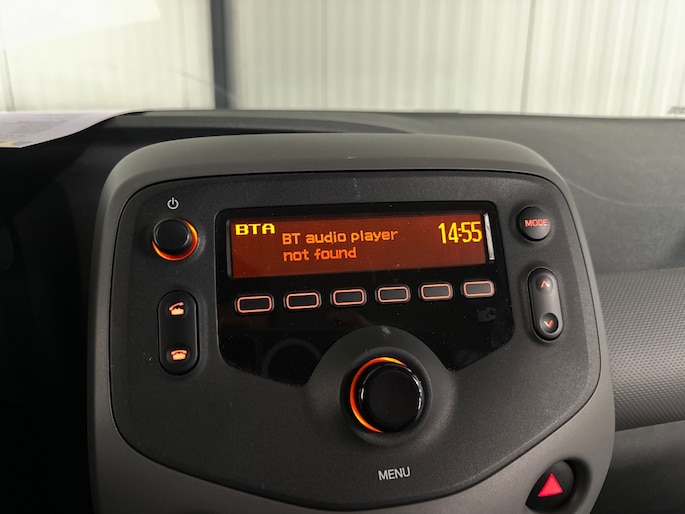 BTA
BT audio player
not found
14:55
MODE
MENU